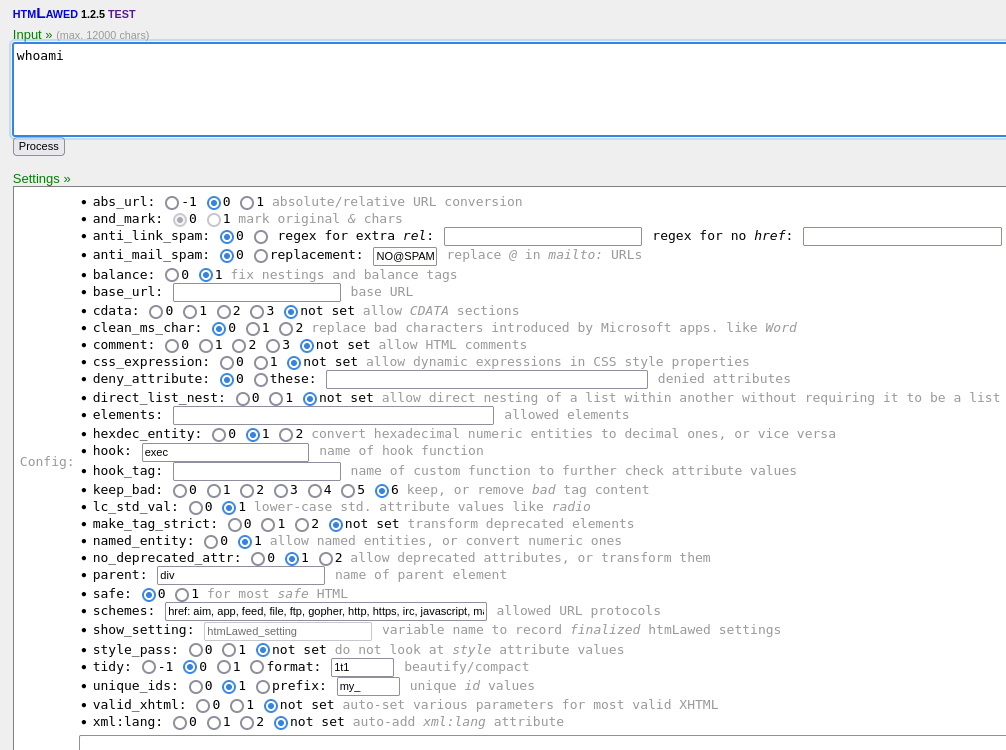 HTMLAWED 1.2.5 TEST
Input » (max. 12000 chars)
whoami
Process
Settings »
Config:
• abs_url: -1 0 1 absolute/relative URL conversion
• and_mark: 0 1 mark original & chars
• anti_link_spam: 0 regex for extra rel: regex for no href:
• anti_mail_spam: 0 replacement: NO@SPAM replace @ in mailto: URLs
• balance: 0 1 fix nestings and balance tags
• base_url: base URL
• cdata: 0 1 2 3 not set allow CDATA sections
• clean_ms_char: 0 1 2 replace bad characters introduced by Microsoft apps. like Word
• comment: 0 1 2 3 not set allow HTML comments
• css_expression: 0 1 not set allow dynamic expressions in CSS style properties
• deny_attribute: 0 these: denied attributes
• direct_list_nest: 0 1 not set allow direct nesting of a list within another without requiring it to be a list
• elements: allowed elements
• hexdec_entity: 0 1 2 convert hexadecimal numeric entities to decimal ones, or vice versa
• hook: exec name of hook function
• hook_tag: name of custom function to further check attribute values
• keep_bad: 0 1 2 3 4 5 6 keep, or remove bad tag content
• lc_std_val: 0 1 lower-case std. attribute values like radio
• make_tag_strict: 0 1 2 not set transform deprecated elements
• named_entity: 0 1 allow named entities, or convert numeric ones
• no_deprecated_attr: 0 1 2 allow deprecated attributes, or transform them
• parent: div name of parent element
• safe: 0 1 for most safe HTML
• schemes: href: aim, app, feed, file, ftp, gopher, http, https, irc, javascript, allowed URL protocols
• show_setting: htmLawed_setting variable name to record finalized htmLawed settings
• style_pass: 0 1 not set do not look at style attribute values
• tidy: -1 0 1 format: 1t1 beautify/compact
• unique_ids: 0 1 prefix: my_ unique id values
• valid_xhtml: 0 1 not set auto-set various parameters for most valid XHTML
• xml:lang: 0 1 2 not set auto-add xml:lang attribute